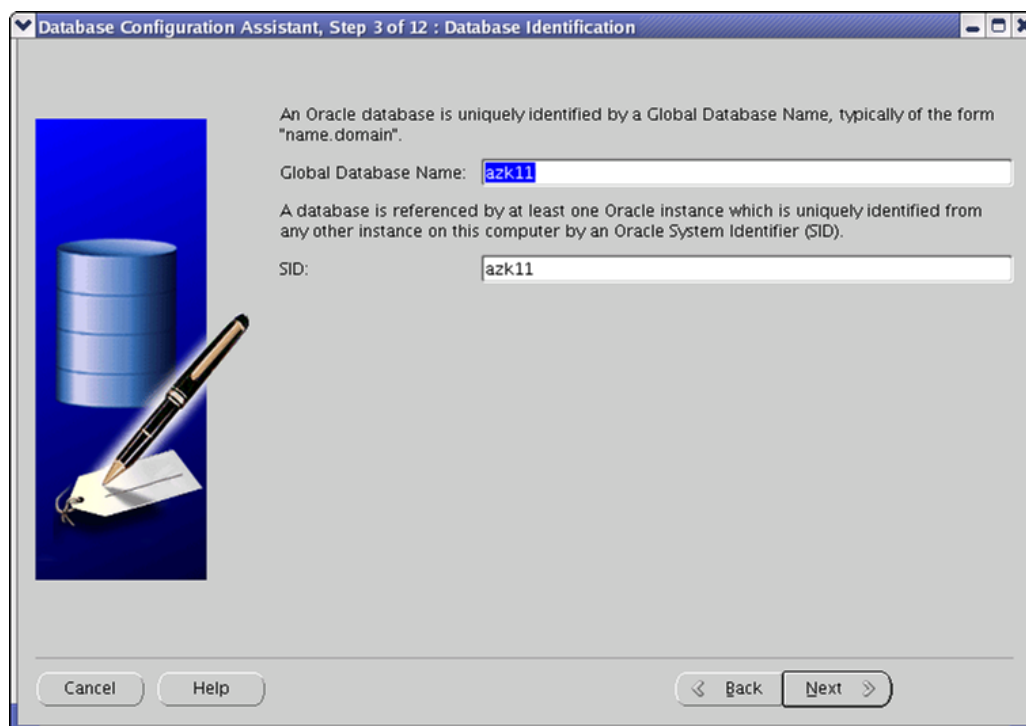 Database Configuration Assistant, Step 3 of 12 : Database Identification
An Oracle database is uniquely identified by a Global Database Name, typically of the form
"name.domain".
Global Database Name: azk11
A database is referenced by at least one Oracle instance which is uniquely identified from
any other instance on this computer by an Oracle System Identifier (SID).
SID: azk11
Cancel Help Back Next